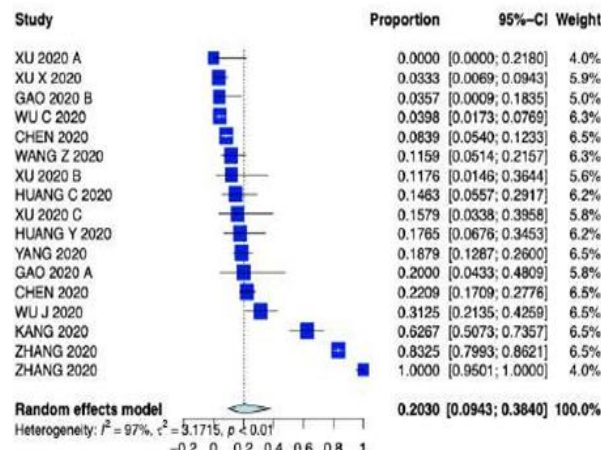 Study Proportion 95%-CI Weight
XU 2020 A 0.0000 [0.0000; 0.2180] 4.0%
XU X 2020 0.0333 [0.0069; 0.0943] 5.9%
GAO 2020 B 0.0357 [0.0009; 0.1835] 5.0%
WU C 2020 0.0398 [0.0173; 0.0769] 6.3%
CHEN 2020 0.0839 [0.0540; 0.1233] 6.5%
WANG Z 2020 0.1159 [0.0514; 0.2157] 6.3%
XU 2020 B 0.1176 [0.0146; 0.3644] 5.6%
HUANG C 2020 0.1463 [0.0557; 0.2917] 6.2%
XU 2020 C 0.1579 [0.0338; 0.3958] 5.8%
HUANG Y 2020 0.1765 [0.0676; 0.3453] 6.2%
YANG 2020 0.1879 [0.1287; 0.2600] 6.5%
GAO 2020 A 0.2000 [0.0433; 0.4809] 5.8%
CHEN 2020 0.2209 [0.1709; 0.2776] 6.5%
WU J 2020 0.3125 [0.2135; 0.4259] 6.5%
KANG 2020 0.6267 [0.5073; 0.7357] 6.5%
ZHANG 2020 0.8325 [0.7993; 0.8621] 6.5%
ZHANG 2020 1.0000 [0.9501; 1.0000] 4.0%
Random effects model 0.2030 [0.0943; 0.3840] 100.0%
Heterogeneity: I² = 97%, τ² = 3.1715, p < 0.01
-0.2 0 0.2 0.4 0.6 0.8 1